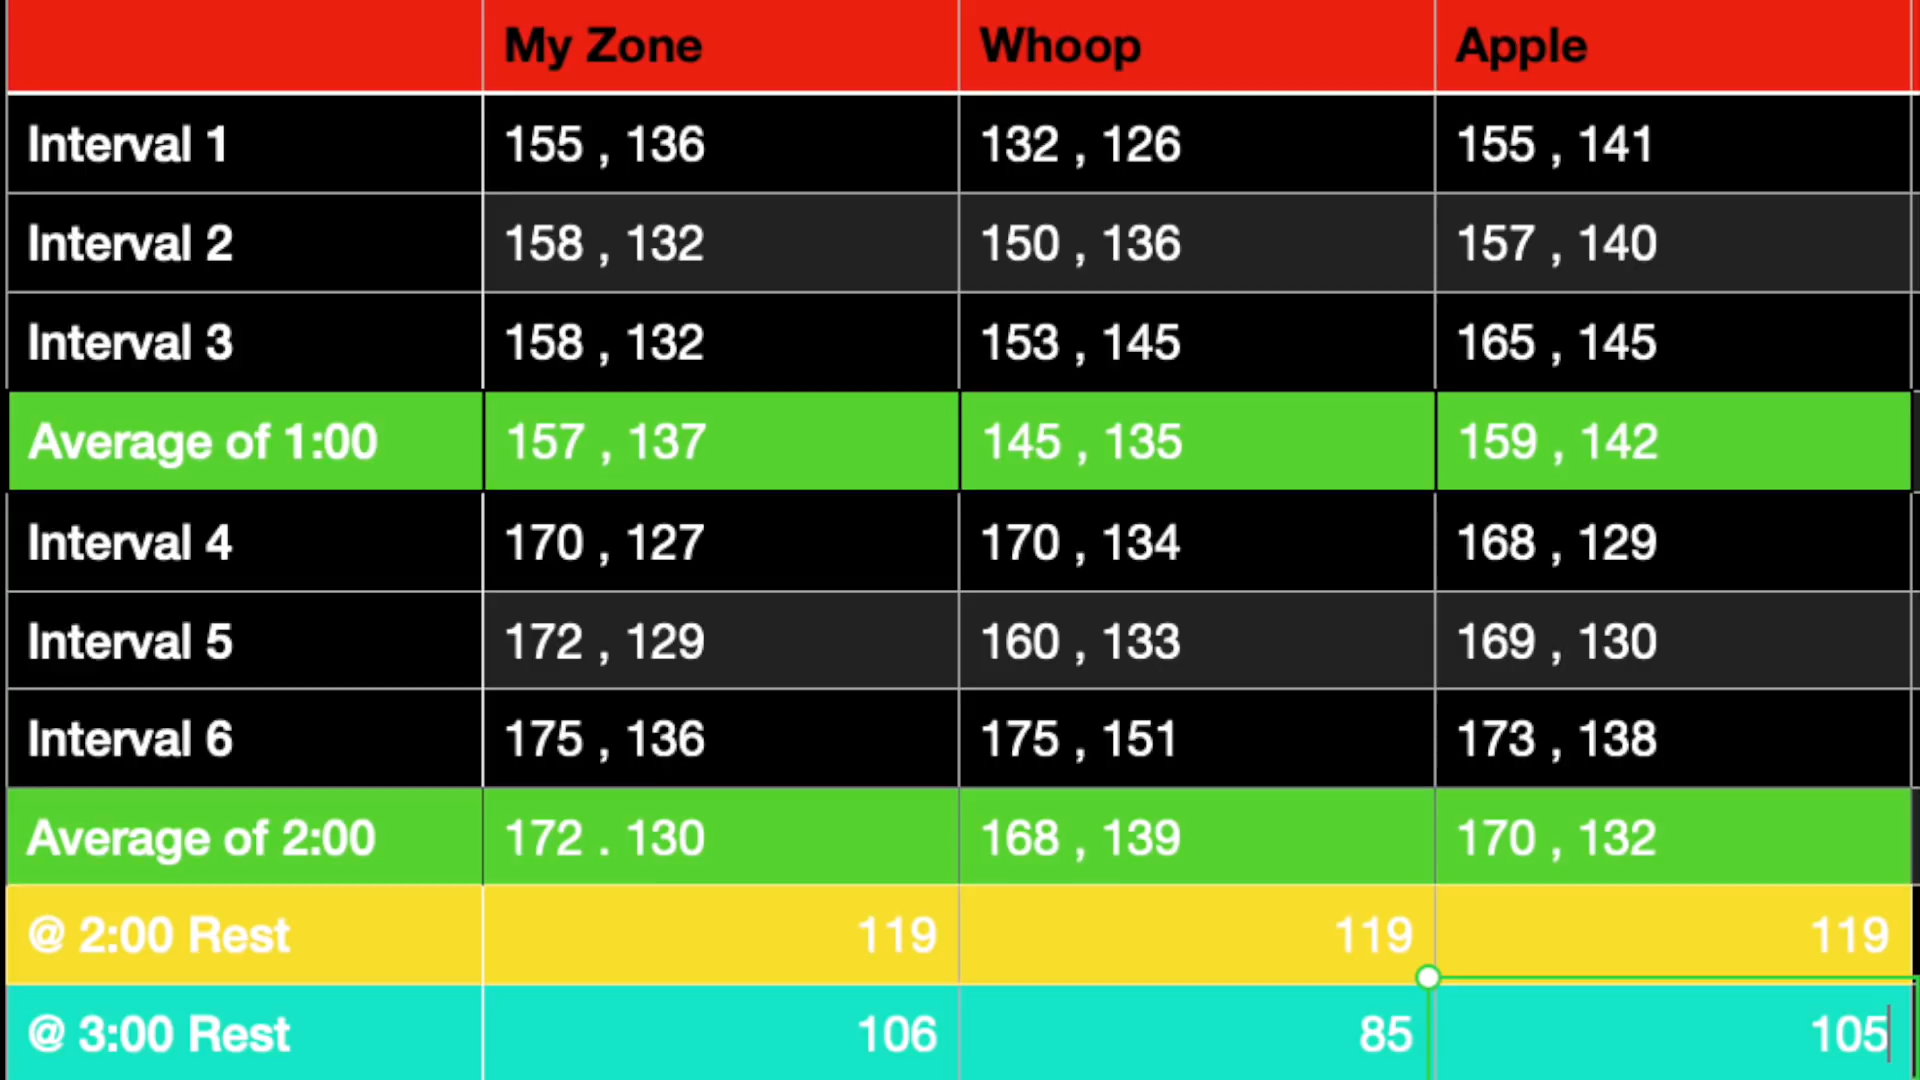 My Zone Whoop Apple
Interval 1 155 , 136 132 , 126 155 , 141
Interval 2 158 , 132 150 , 136 157 , 140
Interval 3 158 , 132 153 , 145 165 , 145
Average of 1:00 157 , 137 145 , 135 159 , 142
Interval 4 170 , 127 170 , 134 168 , 129
Interval 5 172 , 129 160 , 133 169 , 130
Interval 6 175 , 136 175 , 151 173 , 138
Average of 2:00 172 . 130 168 , 139 170 , 132
@ 2:00 Rest 119 119 119
@ 3:00 Rest 106 85 105